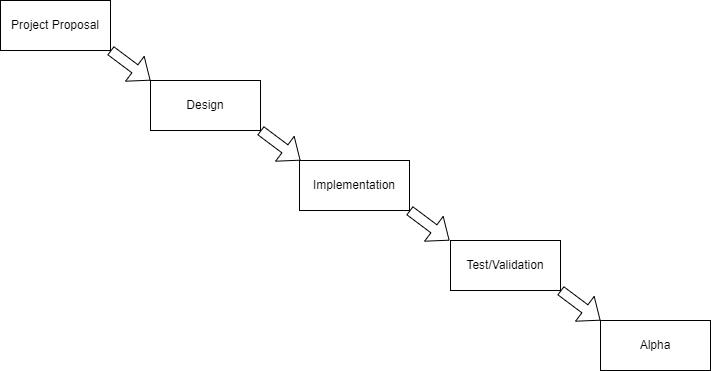 Project Proposal
Design
Implementation
Test/Validation
Alpha